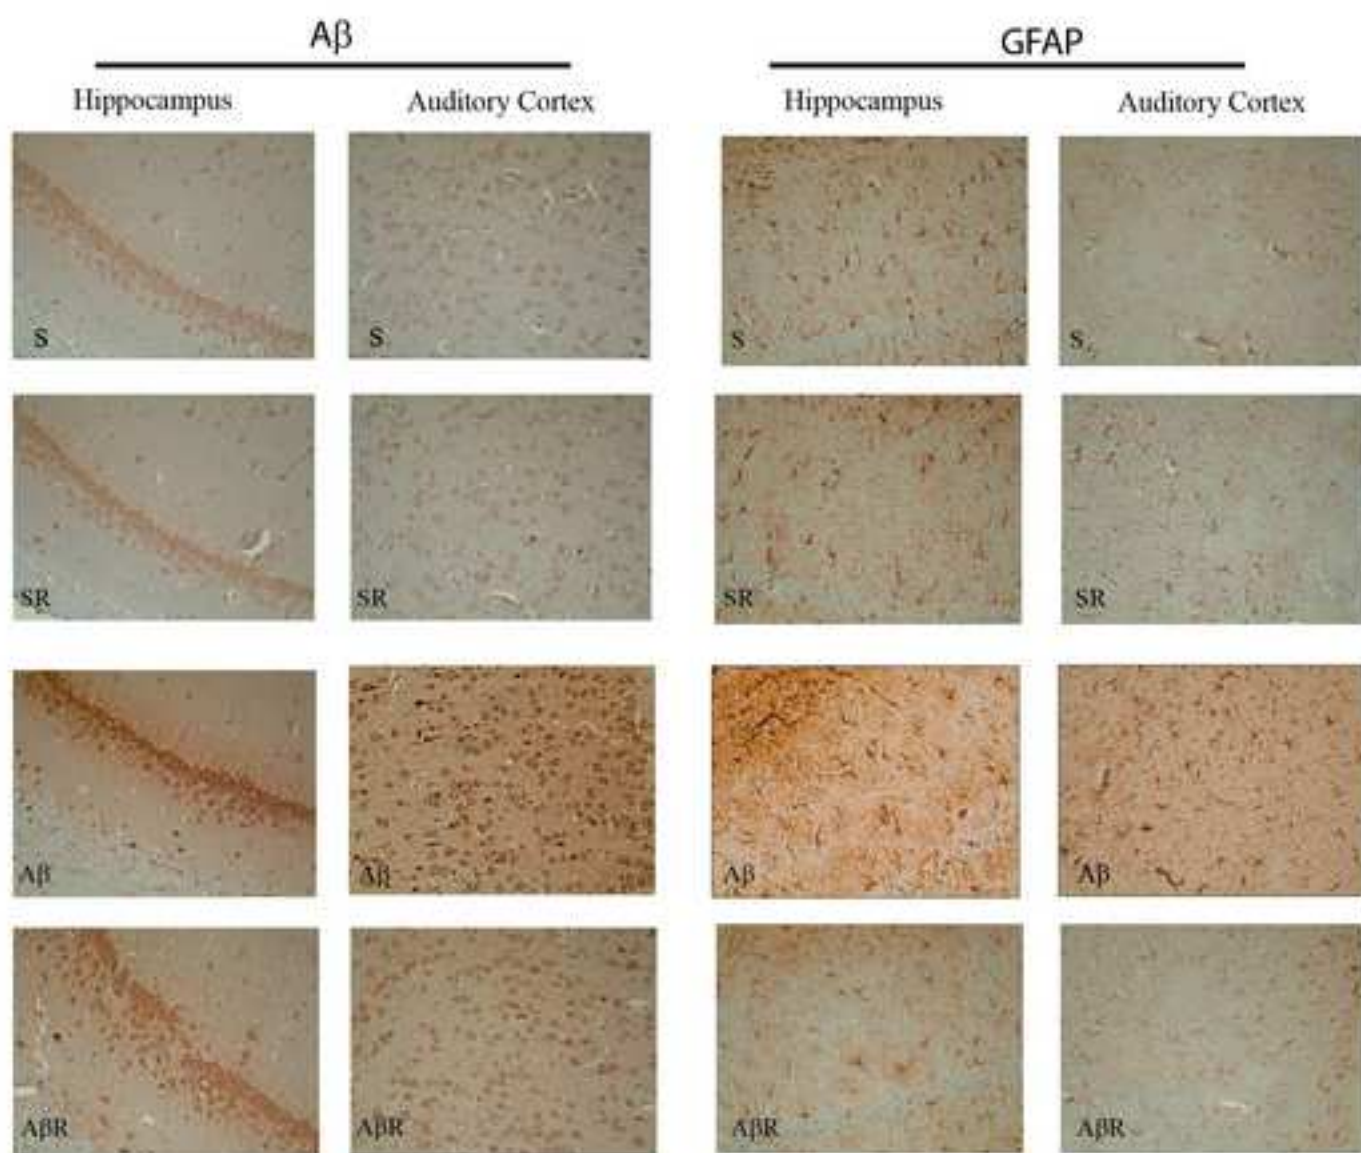 Aβ GFAP
Hippocampus Auditory Cortex Hippocampus Auditory Cortex
S S S S
SR SR SR SR
Aβ Aβ Aβ Aβ
AβR AβR AβR AβR